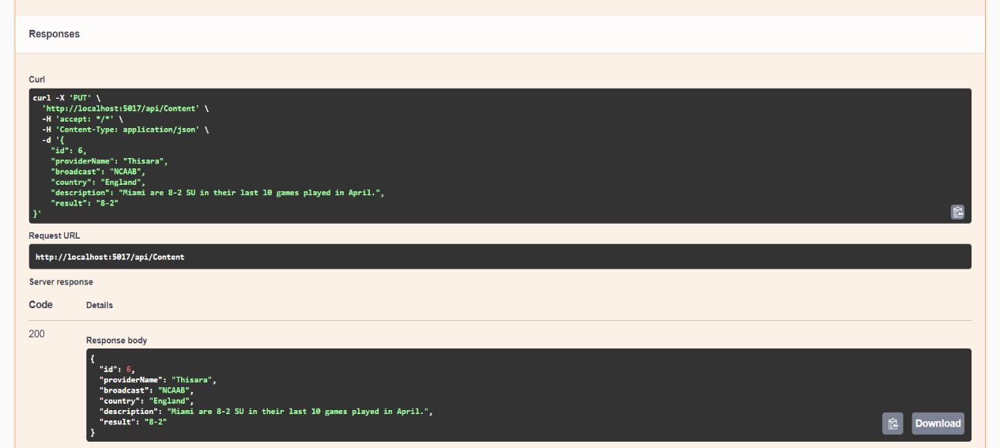 Responses
Curl
curl -X 'PUT' \
  'http://localhost:5017/api/Content' \
  -H 'accept: */*' \
  -H 'Content-Type: application/json' \
  -d '{
    "id": 6,
    "providerName": "Thisara",
    "broadcast": "NCAAB",
    "country": "England",
    "description": "Miami are 8-2 SU in their last 10 games played in April.",
    "result": "8-2"
}'
Request URL
http://localhost:5017/api/Content
Server response
Code Details
200
Response body
{
  "id": 6,
  "providerName": "Thisara",
  "broadcast": "NCAAB",
  "country": "England",
  "description": "Miami are 8-2 SU in their last 10 games played in April.",
  "result": "8-2"
}
Download